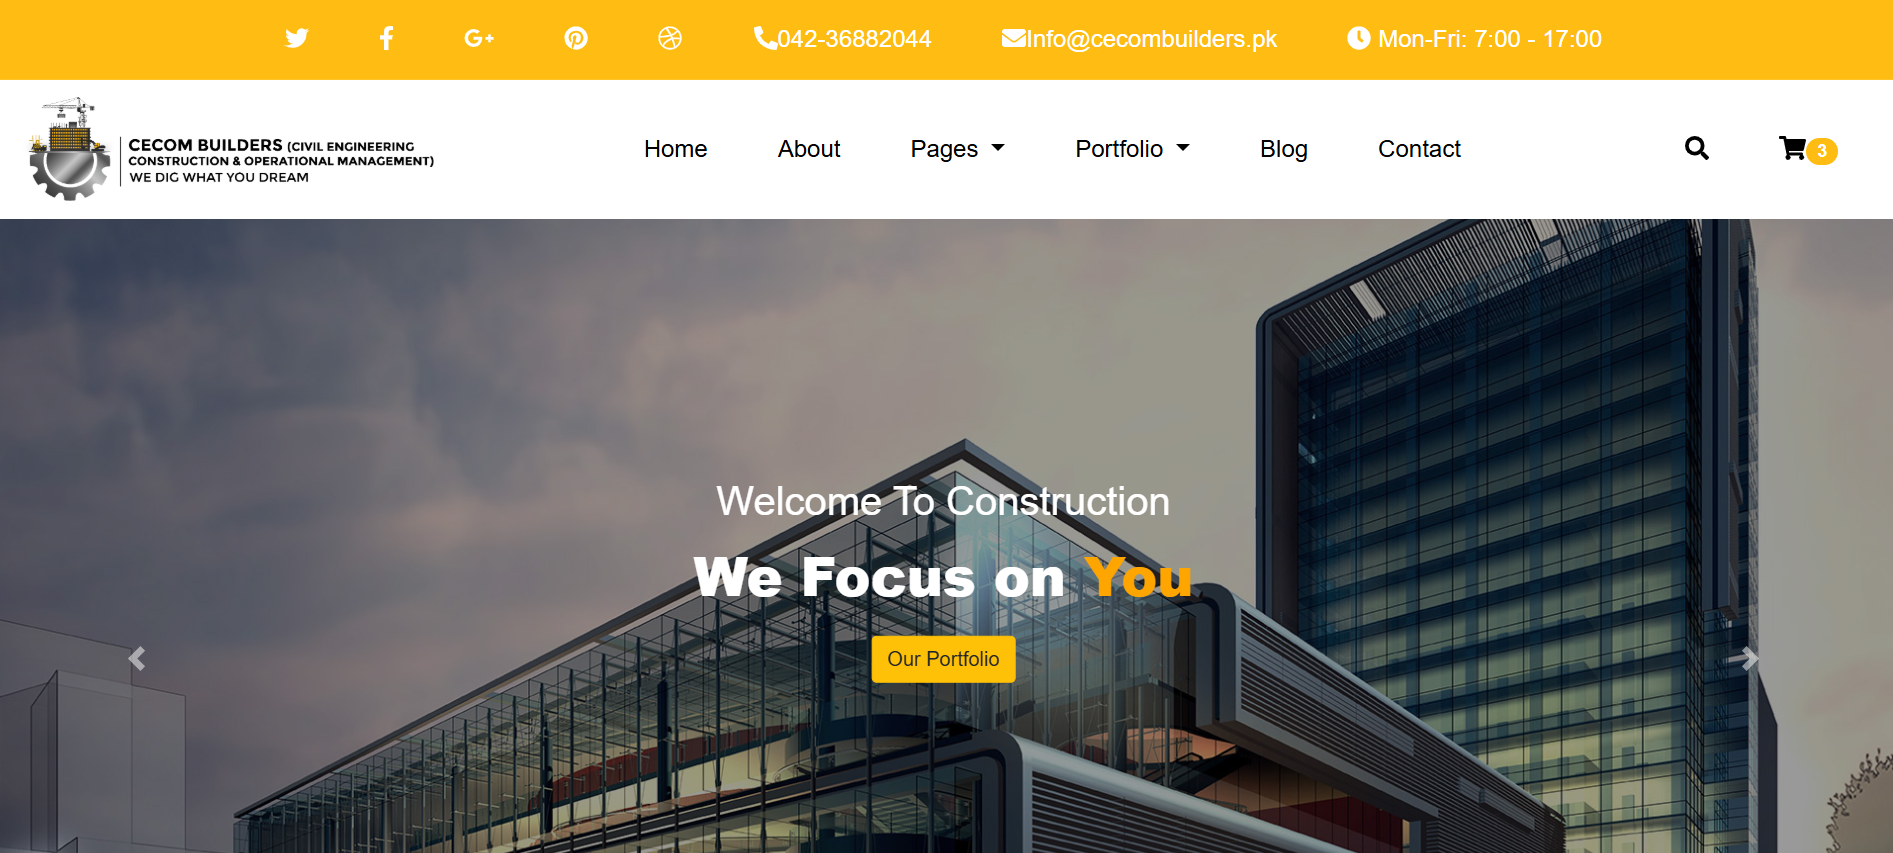 042-36882044 Info@cecombuilders.pk Mon-Fri: 7:00 - 17:00
CECOM BUILDERS (CIVIL ENGINEERING
CONSTRUCTION & OPERATIONAL MANAGEMENT)
WE DIG WHAT YOU DREAM
Home About Pages Portfolio Blog Contact 3
Welcome To Construction
We Focus on You
Our Portfolio